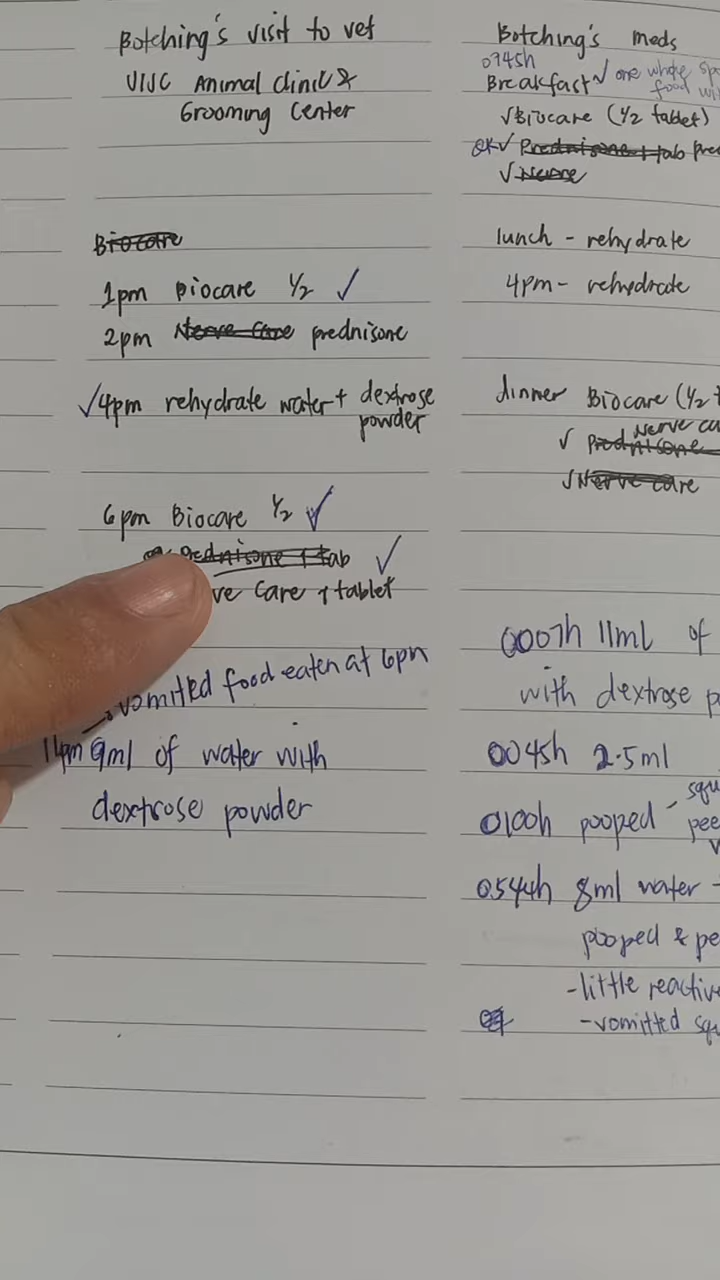 Botching's visit to vet
VIJC Animal Clinic &
Grooming Center
Biocare
1pm Biocare 1/2 ✓
2pm Nerve Care prednisone
✓4pm rehydrate water + dextrose
powder
6pm Biocare 1/2 ✓
Prednisone 1 tab ✓
ve Care 1 tablet
→ vomited food eaten at 6pm
11pm 9ml of water with
dextrose powder
Botching's meds
0745h
Breakfast ✓ one whole
food
✓Biocare (1/2 tablet)
ok✓ Prednisone 1 tab
✓Nerve
lunch - rehydrate
4pm - rehydrate
dinner Biocare (1/2
Nerve
✓ Prednisone
✓Nerve care
0007h 11ml of
with dextrose
0045h 2.5ml
0100h pooped -
0544h 8ml water
pooped &
-little
-vomitted